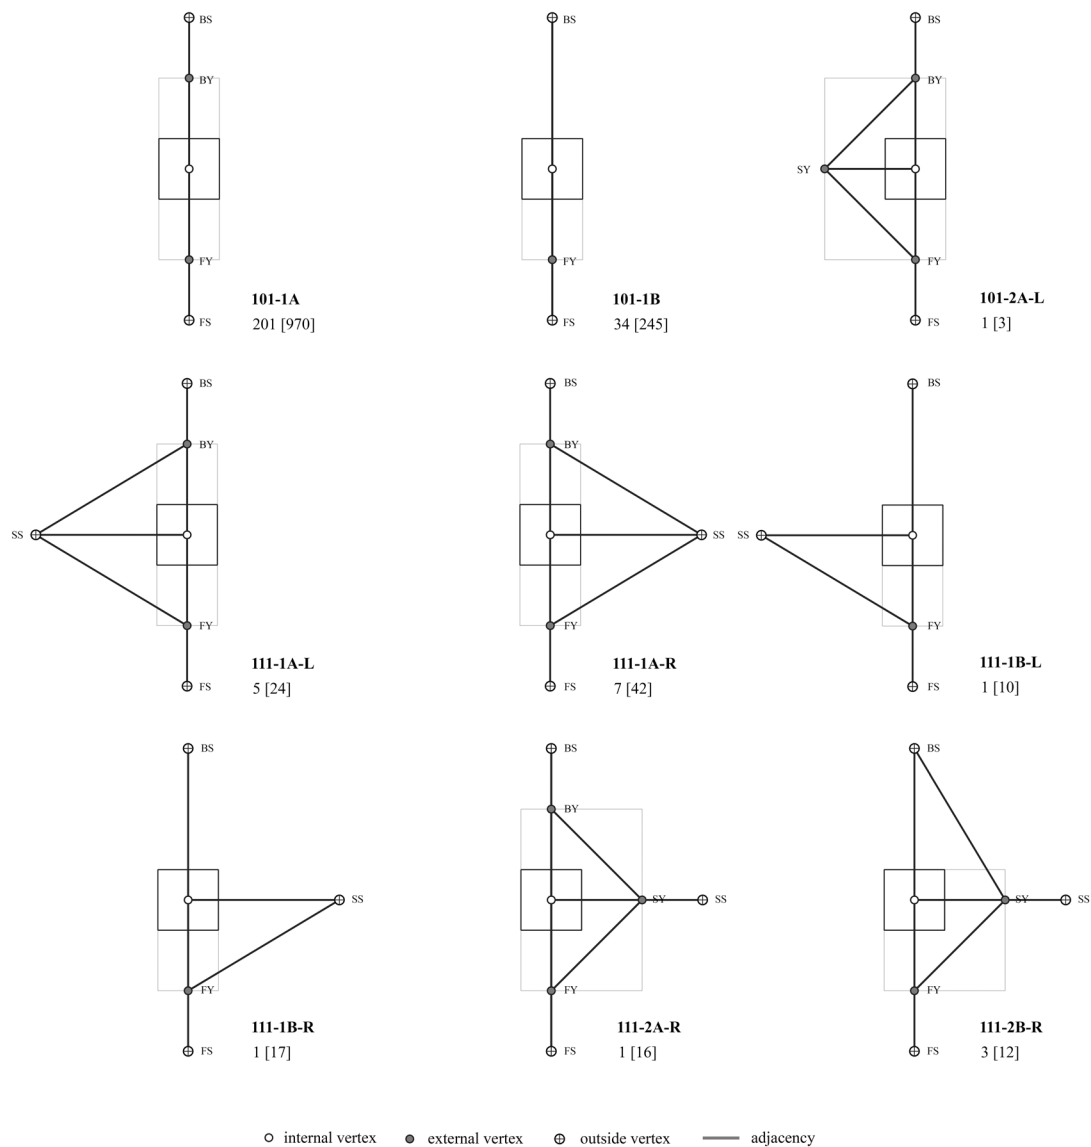 BS
BY
FY
FS
101-1A
201 [970]
BS
FY
FS
101-1B
34 [245]
BS
BY
SY
FY
FS
101-2A-L
1 [3]
BS
BY
SS
FY
FS
111-1A-L
5 [24]
BS
BY
SS
FY
FS
111-1A-R
7 [42]
BS
SS
FY
FS
111-1B-L
1 [10]
BS
SS
FY
FS
111-1B-R
1 [17]
BS
BY
SY
SS
FY
FS
111-2A-R
1 [16]
BS
SY
SS
FY
FS
111-2B-R
3 [12]
internal vertex
external vertex
outside vertex
adjacency